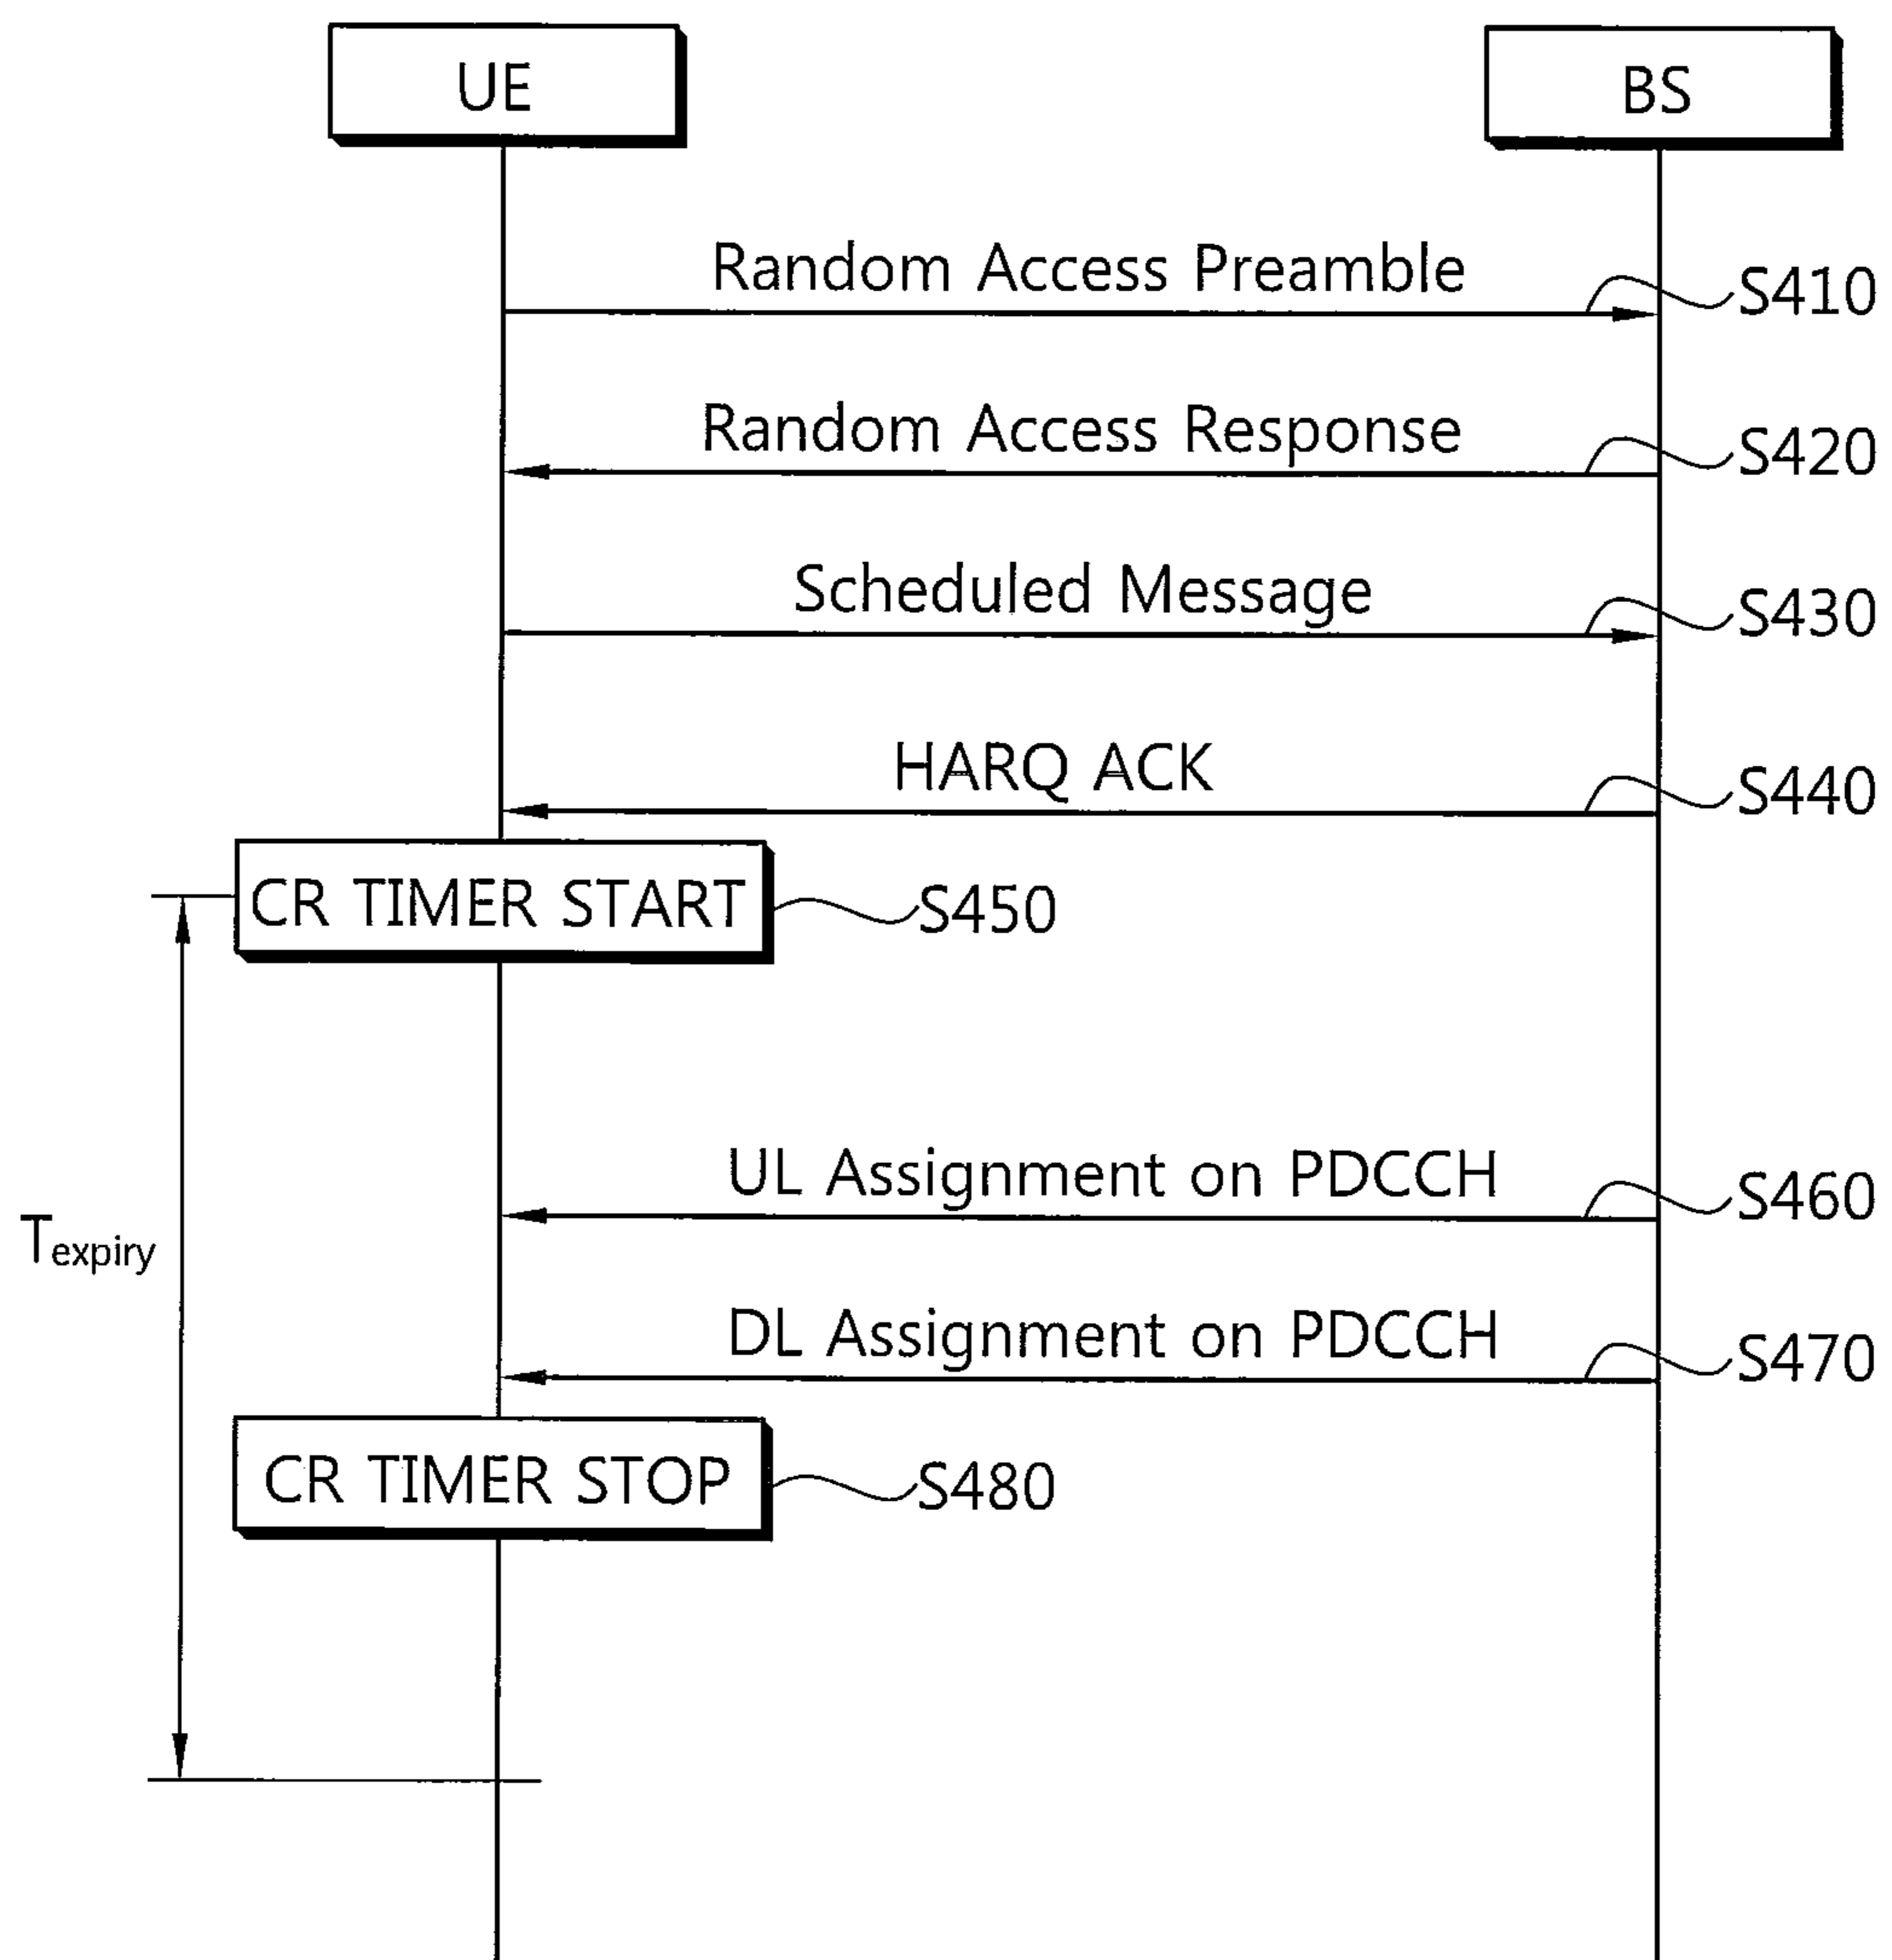 UE
BS
Random Access Preamble
S410
Random Access Response
S420
Scheduled Message
S430
HARQ ACK
S440
CR TIMER START
S450
UL Assignment on PDCCH
S460
Texpiry
DL Assignment on PDCCH
S470
CR TIMER STOP
S480